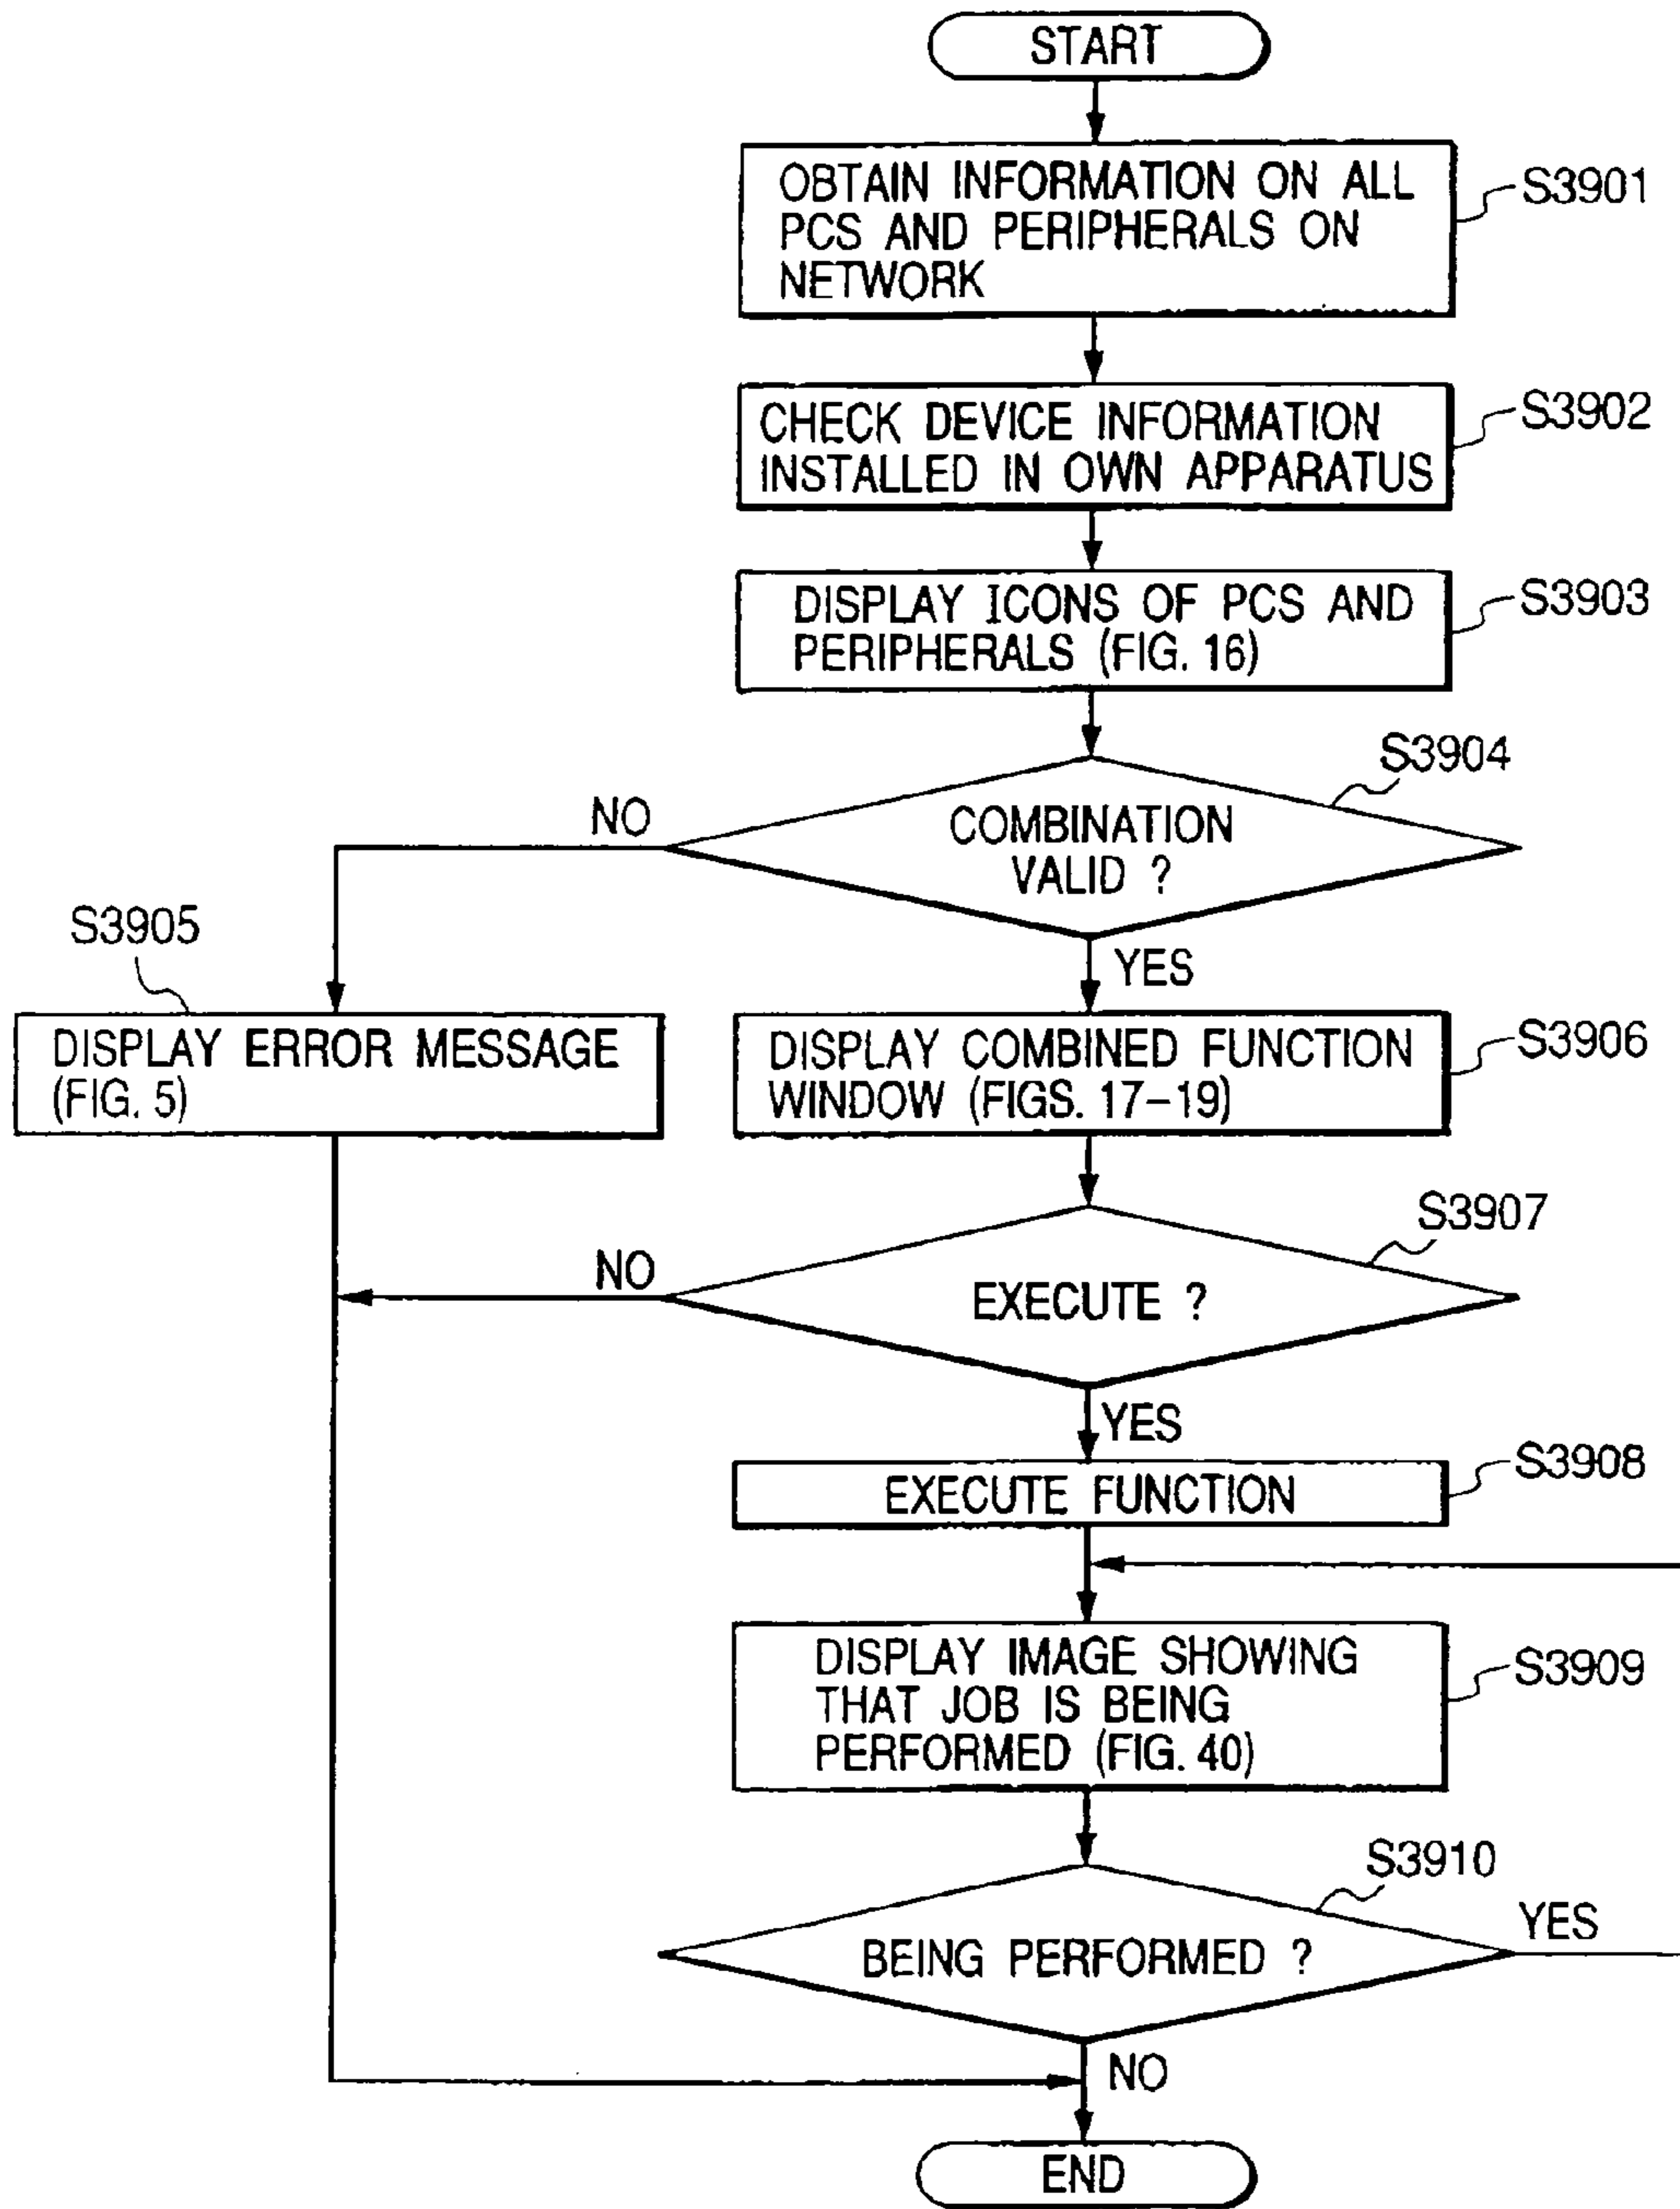 START
OBTAIN INFORMATION ON ALL
PCS AND PERIPHERALS ON
NETWORK
S3901
CHECK DEVICE INFORMATION
INSTALLED IN OWN APPARATUS
S3902
DISPLAY ICONS OF PCS AND
PERIPHERALS (FIG. 16)
S3903
S3904
COMBINATION
VALID ?
NO
YES
S3905
DISPLAY ERROR MESSAGE
(FIG. 5)
DISPLAY COMBINED FUNCTION
WINDOW (FIGS. 17–19)
S3906
S3907
EXECUTE ?
NO
YES
EXECUTE FUNCTION
S3908
DISPLAY IMAGE SHOWING
THAT JOB IS BEING
PERFORMED (FIG. 40)
S3909
S3910
BEING PERFORMED ?
YES
NO
END